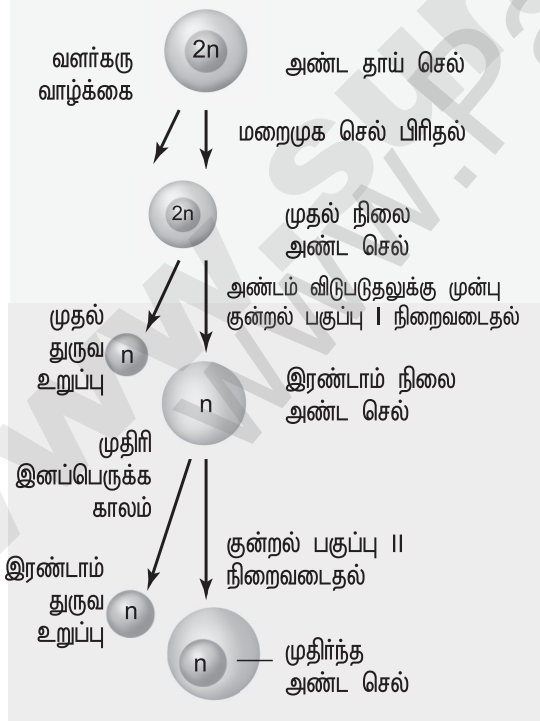 வளர்கரு
வாழ்க்கை
2n
அண்ட தாய் செல்
மறைமுக செல் பிரிதல்
2n
முதல் நிலை
அண்ட செல்
அண்டம் விடுபடுதலுக்கு முன்பு
குன்றல் பகுப்பு I நிறைவடைதல்
முதல்
துருவ
உறுப்பு
n
n
இரண்டாம் நிலை
அண்ட செல்
முதிரி
இனப்பெருக்க
காலம்
குன்றல் பகுப்பு II
நிறைவடைதல்
இரண்டாம்
துருவ
உறுப்பு
n
n
முதிர்ந்த
அண்ட செல்